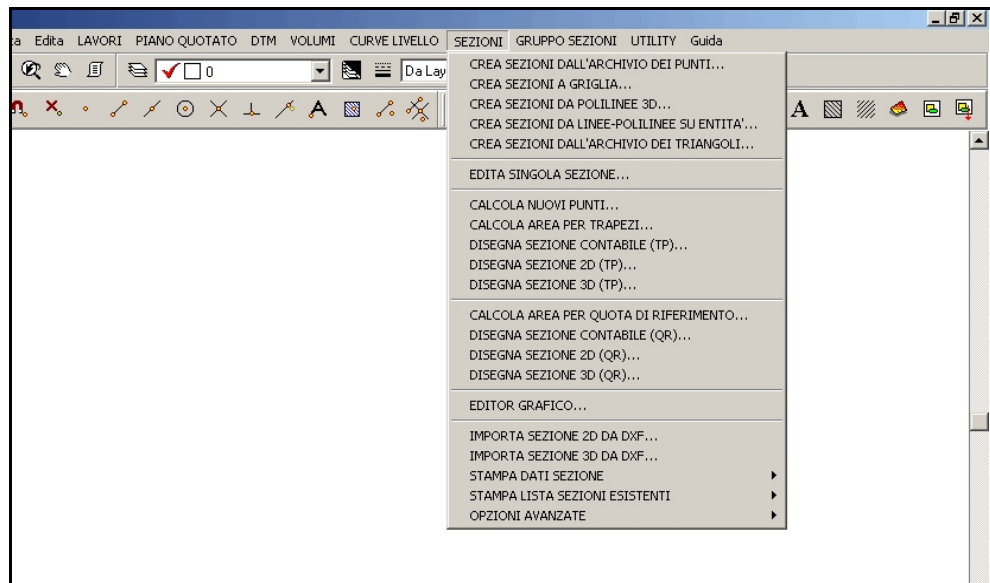 Edita LAVORI PIANO QUOTATO DTM VOLUMI CURVE LIVELLO SEZIONI GRUPPO SEZIONI UTILITY Guida
0 Da Lay
A A
CREA SEZIONI DALL'ARCHIVIO DEI PUNTI...
CREA SEZIONI A GRIGLIA...
CREA SEZIONI DA POLILINEE 3D...
CREA SEZIONI DA LINEE-POLILINEE SU ENTITA'...
CREA SEZIONI DALL'ARCHIVIO DEI TRIANGOLI...
EDITA SINGOLA SEZIONE...
CALCOLA NUOVI PUNTI...
CALCOLA AREA PER TRAPEZI...
DISEGNA SEZIONE CONTABILE (TP)...
DISEGNA SEZIONE 2D (TP)...
DISEGNA SEZIONE 3D (TP)...
CALCOLA AREA PER QUOTA DI RIFERIMENTO...
DISEGNA SEZIONE CONTABILE (QR)...
DISEGNA SEZIONE 2D (QR)...
DISEGNA SEZIONE 3D (QR)...
EDITOR GRAFICO...
IMPORTA SEZIONE 2D DA DXF...
IMPORTA SEZIONE 3D DA DXF...
STAMPA DATI SEZIONE
STAMPA LISTA SEZIONI ESISTENTI
OPZIONI AVANZATE